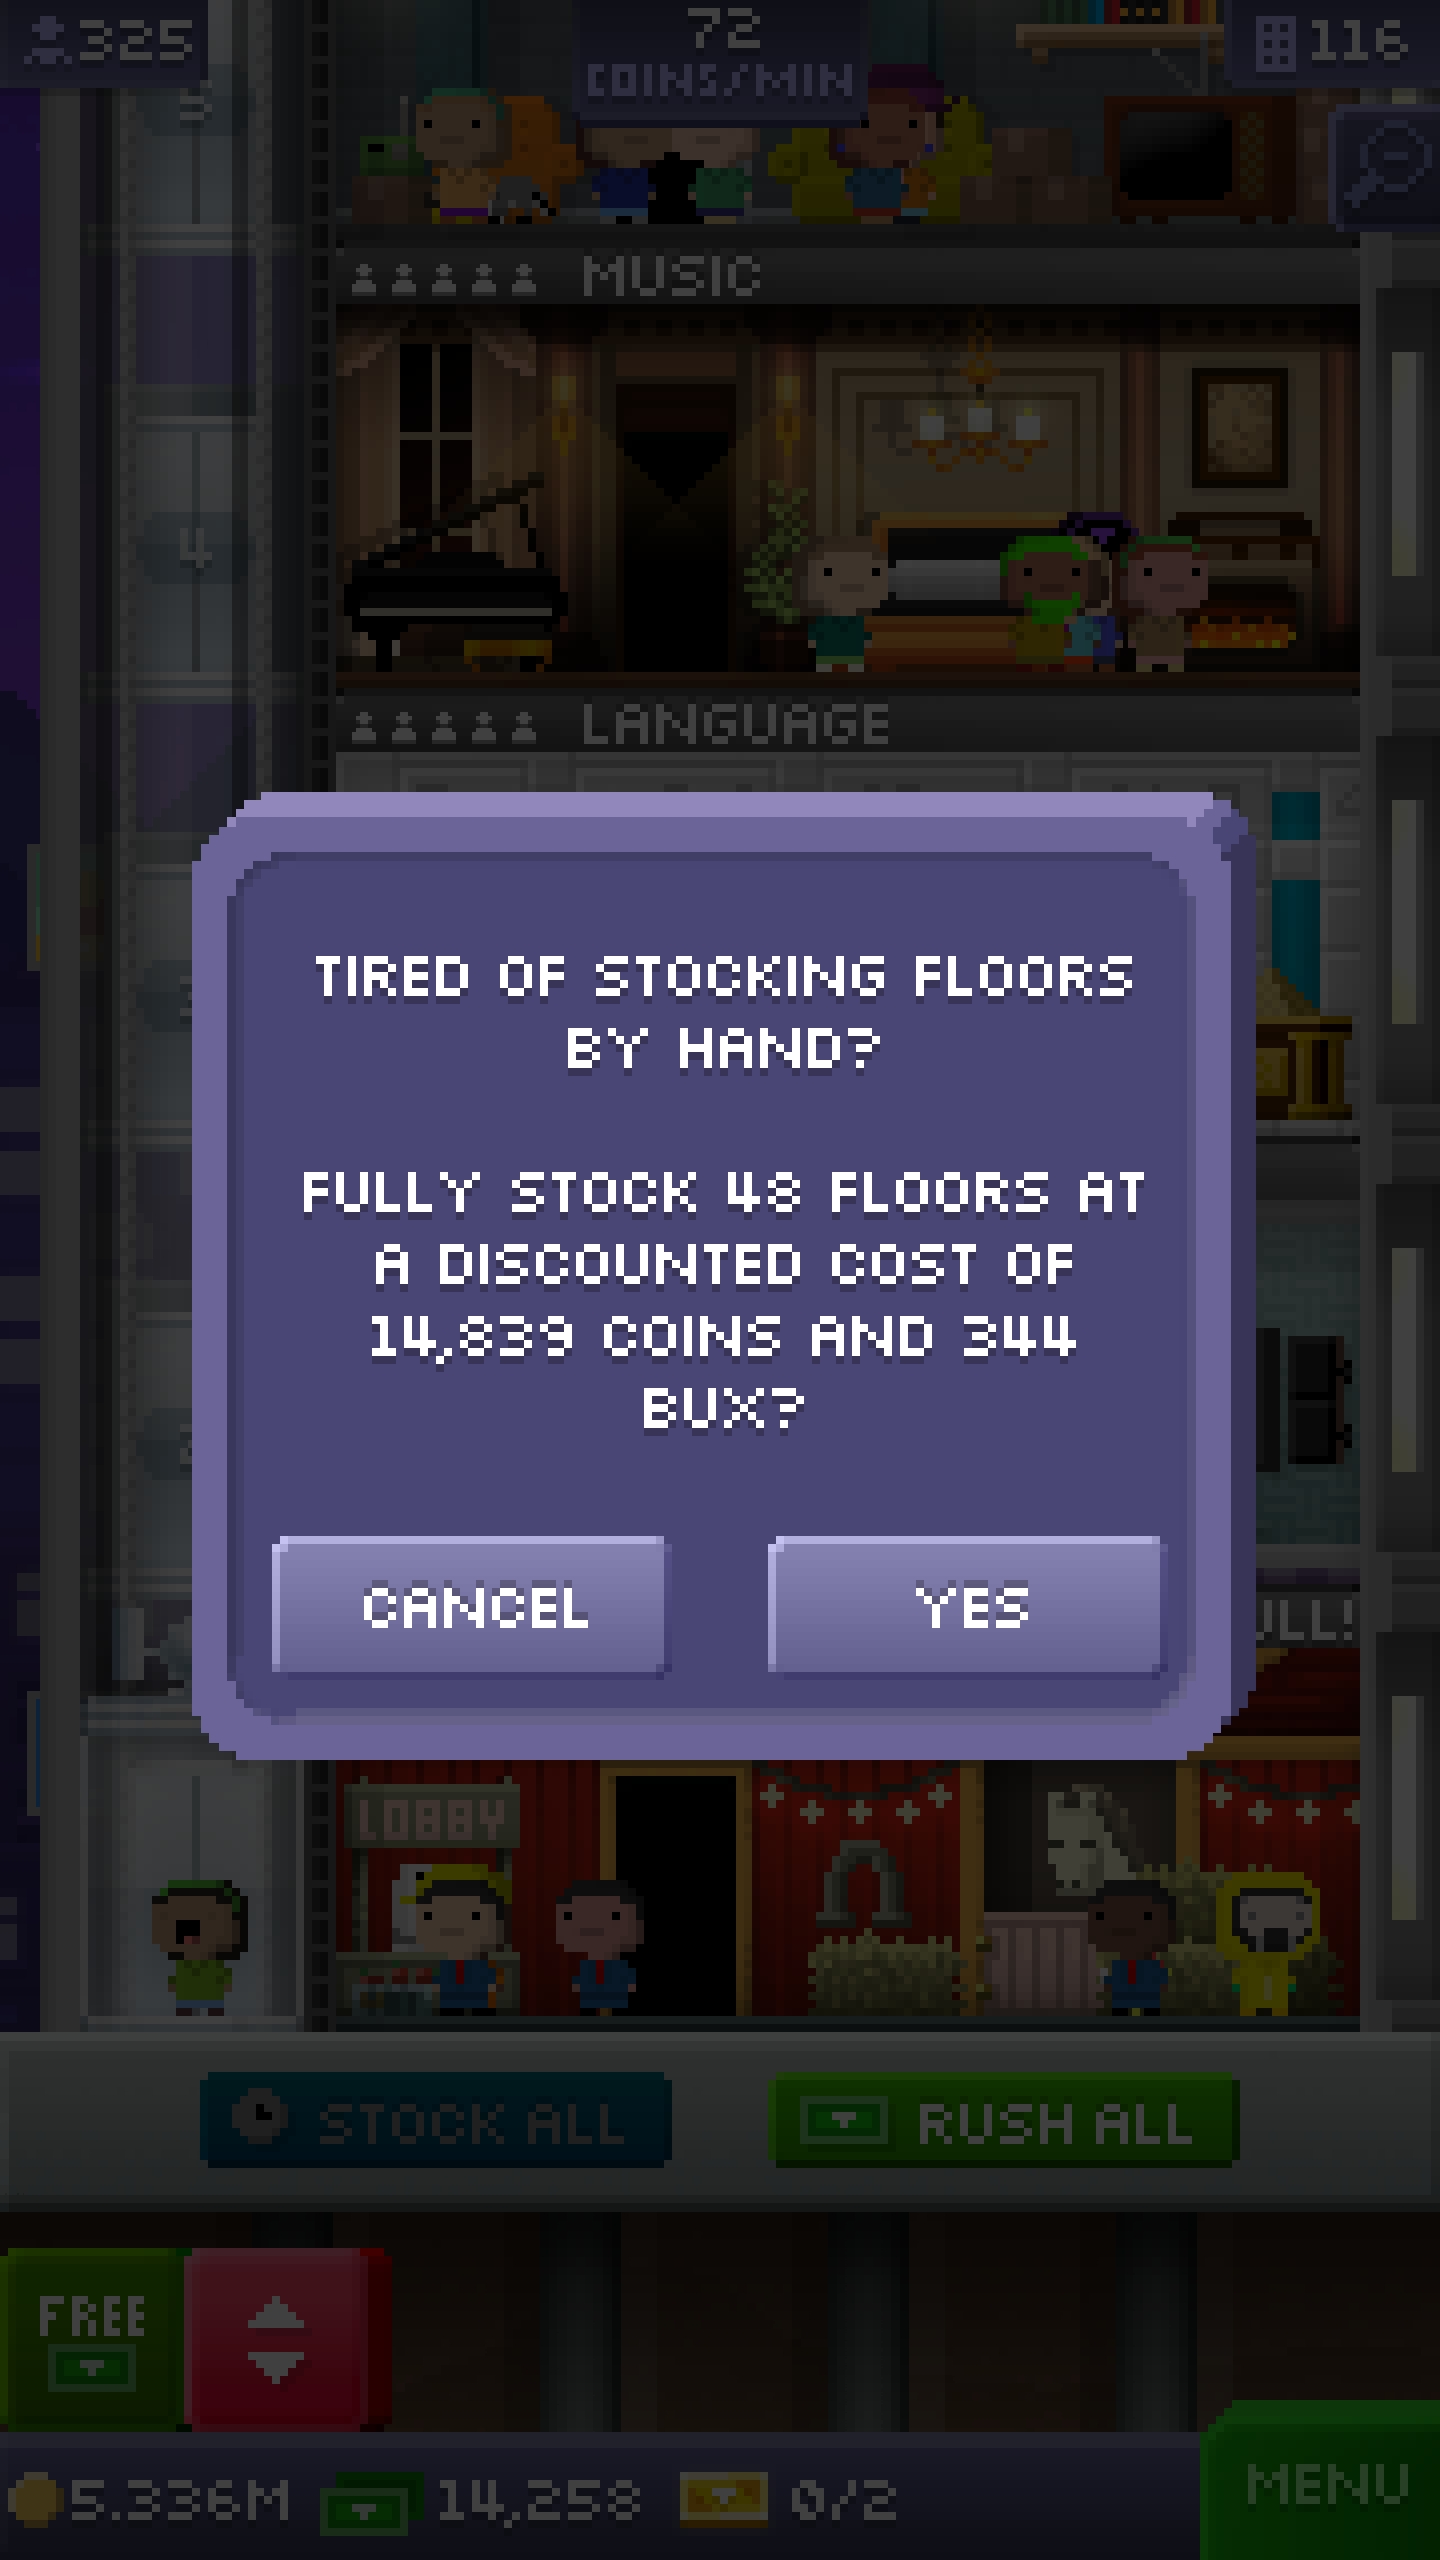 325
72
COINS/MIN
116
5
MUSIC
4
LANGUAGE
TIRED OF STOCKING FLOORS
BY HAND?
FULLY STOCK 48 FLOORS AT
A DISCOUNTED COST OF
14,839 COINS AND 344
BUX?
CANCEL
YES
LOBBY
STOCK ALL
RUSH ALL
FREE
5.336M
14,258
0/2
MENU